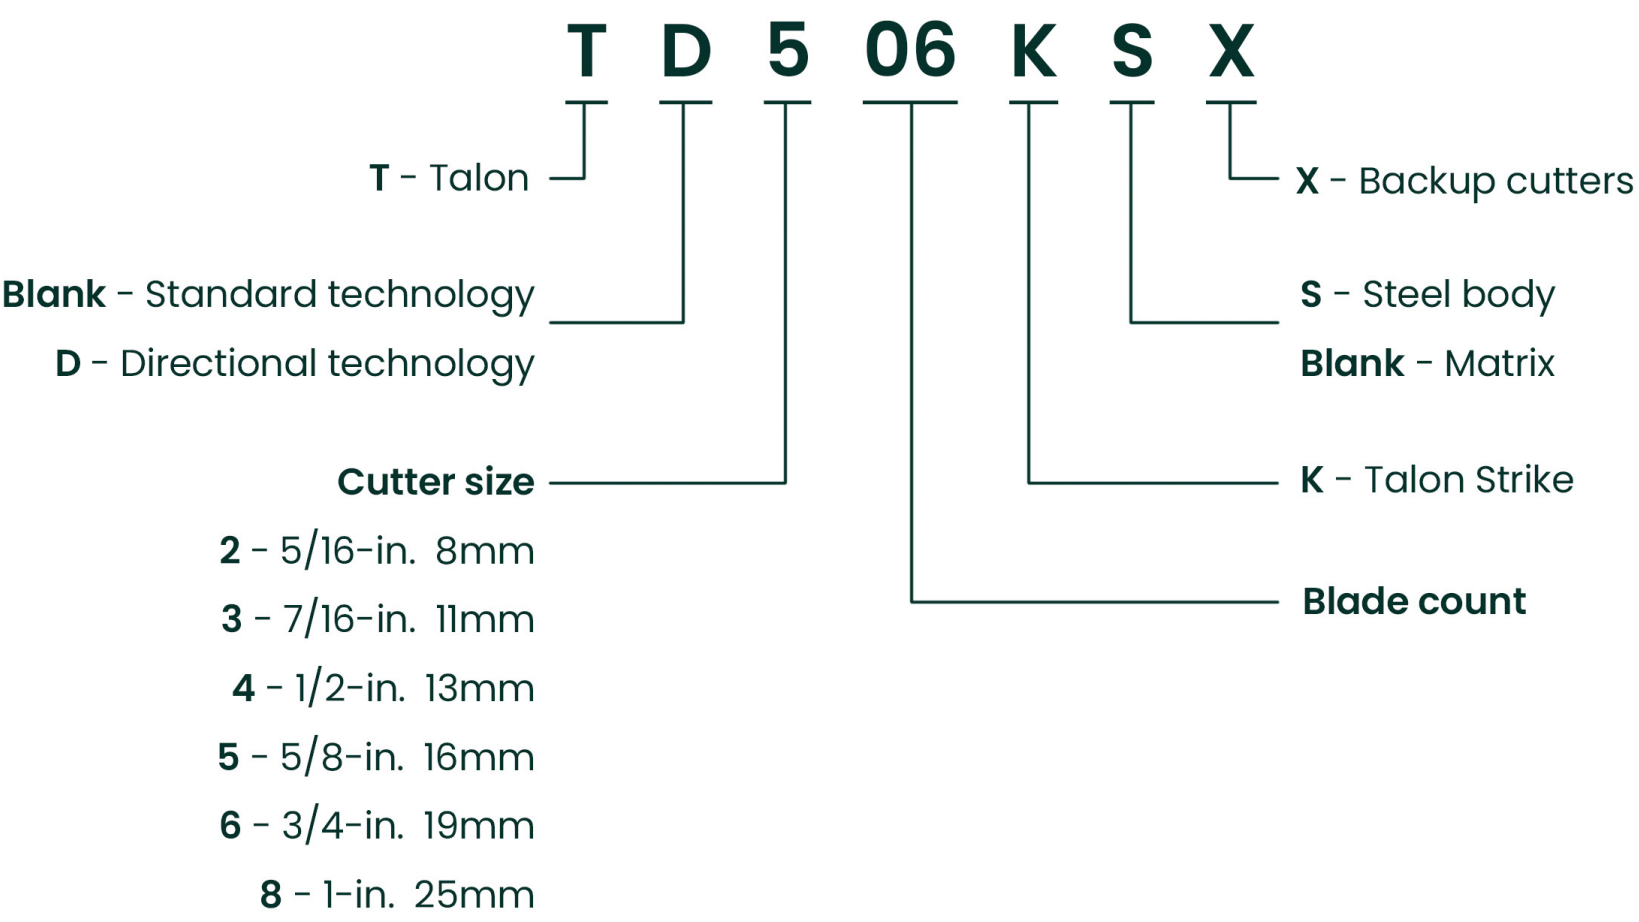 T D 5 06 K S X
T - Talon
X - Backup cutters
Blank - Standard technology
D - Directional technology
S - Steel body
Blank - Matrix
Cutter size
2 - 5/16-in. 8mm
3 - 7/16-in. 11mm
4 - 1/2-in. 13mm
5 - 5/8-in. 16mm
6 - 3/4-in. 19mm
8 - 1-in. 25mm
K - Talon Strike
Blade count